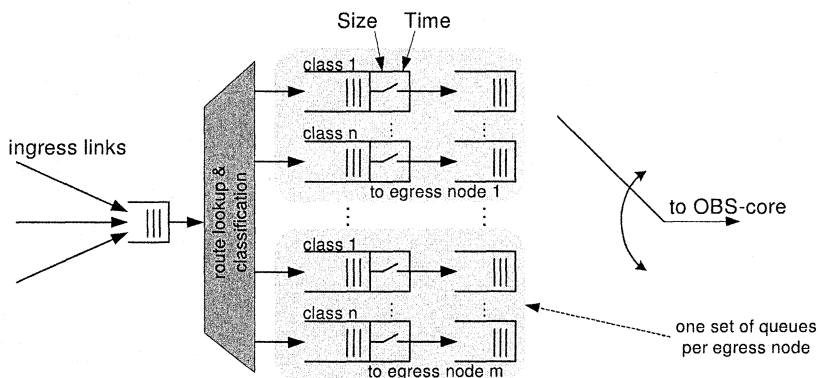 Size Time
class 1
class n
to egress node 1
ingress links
route lookup &
classification
to OBS-core
class 1
class n
to egress node m
one set of queues
per egress node